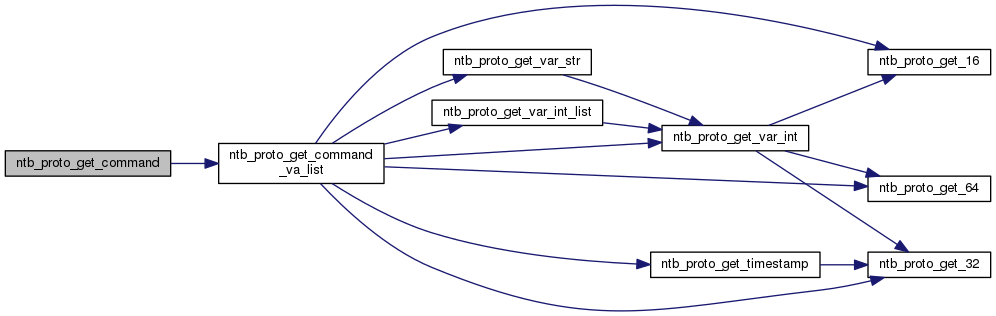 ntb_proto_get_command
ntb_proto_get_command
_va_list
ntb_proto_get_var_str
ntb_proto_get_var_int_list
ntb_proto_get_var_int
ntb_proto_get_timestamp
ntb_proto_get_16
ntb_proto_get_64
ntb_proto_get_32